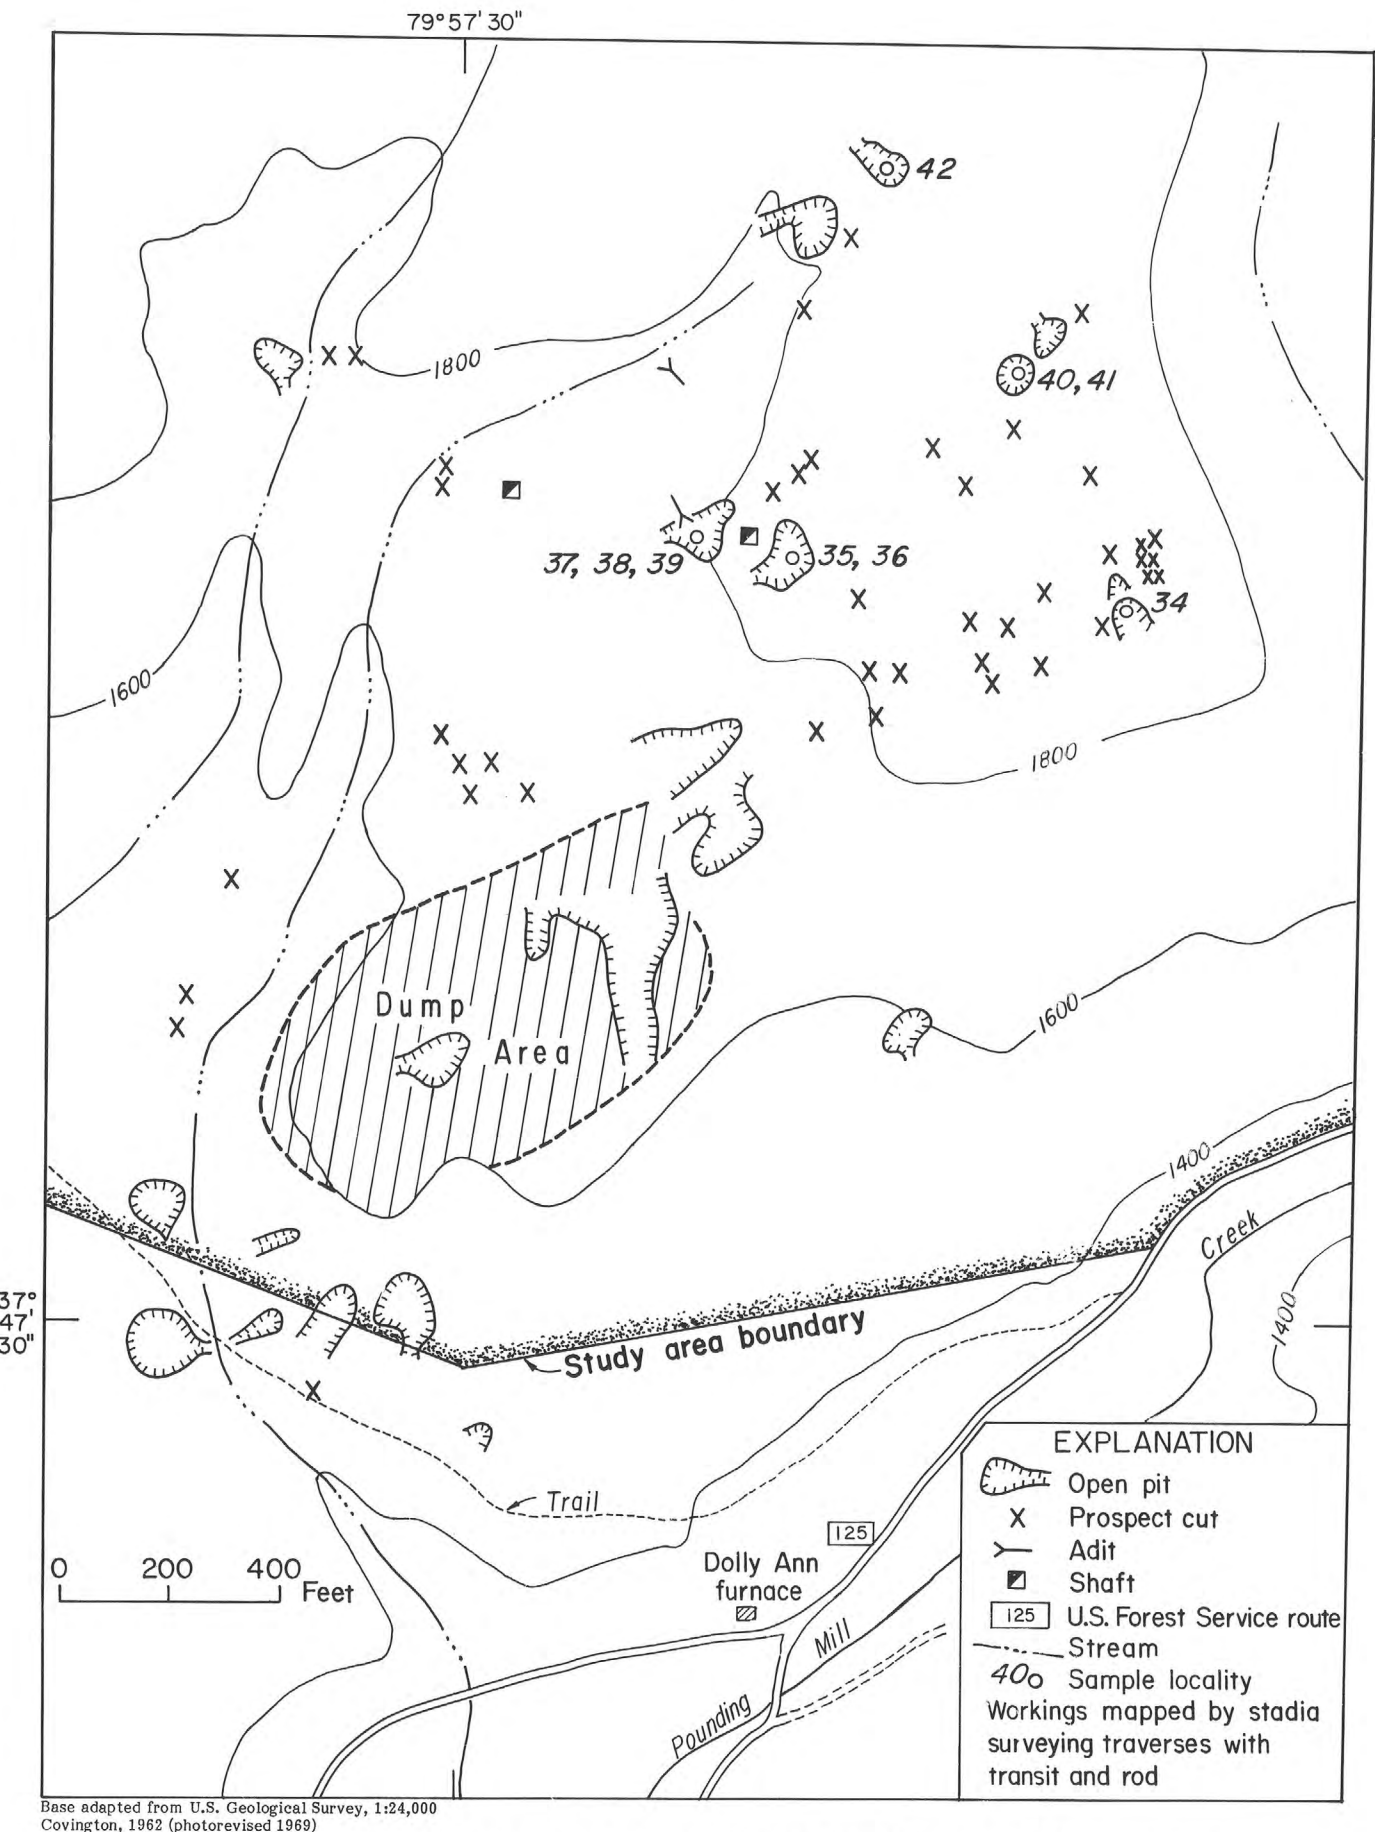 79°57'30"
42
1800
40, 41
37, 38, 39
35, 36
34
1600
1800
Dump
Area
1600
1400
Creek
37°
47'
30"
1400
Study area boundary
Trail
125
Dolly Ann
furnace
Mill
Pounding
0 200 400
Feet
EXPLANATION
Open pit
X Prospect cut
Adit
Shaft
125 U.S. Forest Service route
Stream
40o Sample locality
Workings mapped by stadia
surveying traverses with
transit and rod
Base adapted from U.S. Geological Survey, 1:24,000
Covington, 1962 (photorevised 1969)